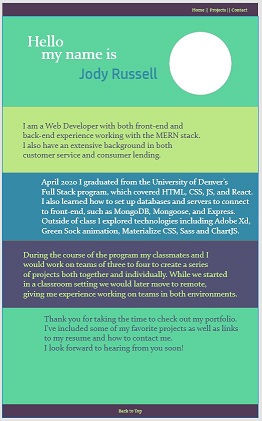 Home || Projects || Contact
Hello
my name is
Jody Russell
I am a Web Developer with both front-end and
back-end experience working with the MERN stack.
I also have an extensive background in both
customer service and consumer lending.
April 2020 I graduated from the University of Denver's
Full Stack program, which covered HTML, CSS, JS, and React.
I also learned how to set up databases and servers to connect
to front-end, such as MongoDB, Mongoose, and Express.
Outside of class I explored technologies including Adobe Xd,
Green Sock animation, Materialize CSS, Sass and ChartJS.
During the course of the program my classmates and I
would work on teams of three to four to create a series
of projects both together and individually. While we started
in a classroom setting we would later move to remote,
giving me experience working on teams in both environments.
Thank you for taking the time to check out my portfolio.
I've included some of my favorite projects as well as links
to my resume and how to contact me.
I look forward to hearing from you soon!
Back to Top